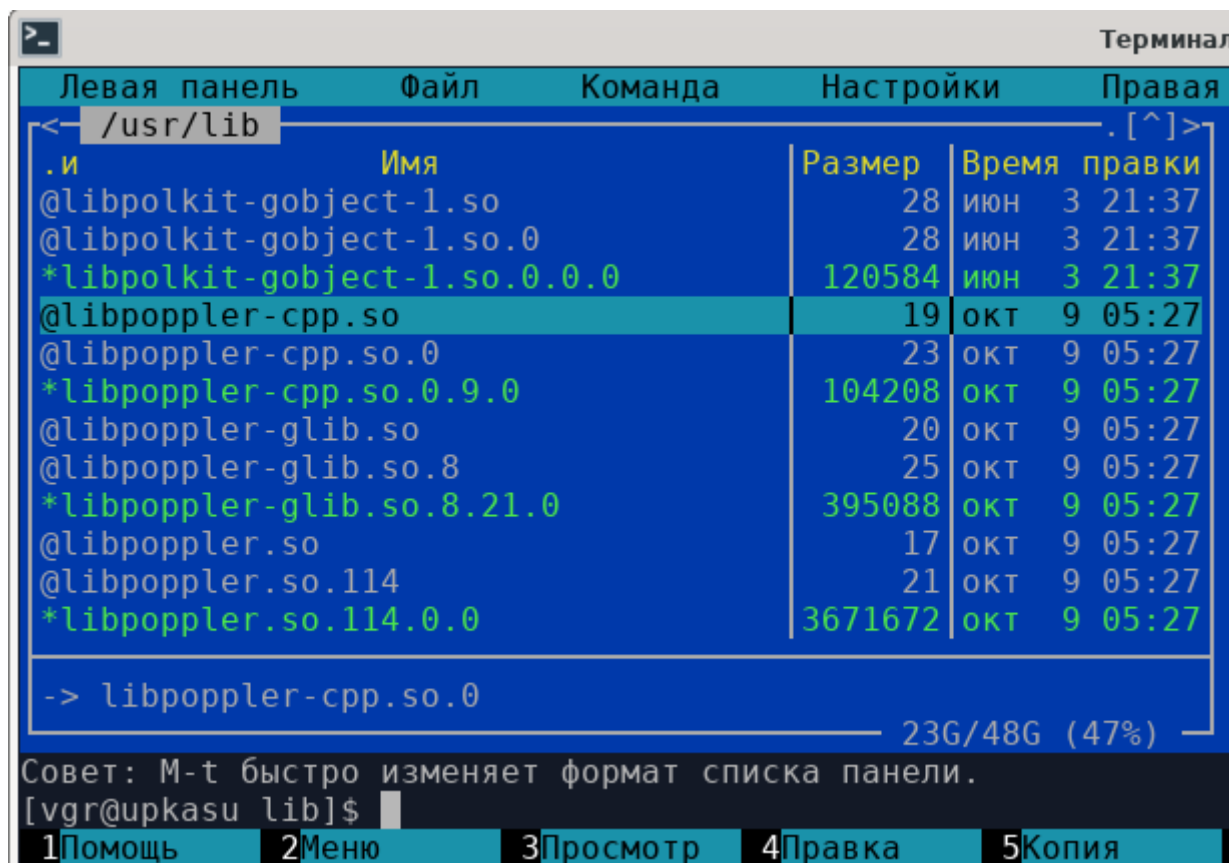 Терминал
Левая панель Файл Команда Настройки Правая
<- /usr/lib .[^]>
.и Имя Размер Время правки
@libpolkit-gobject-1.so 28 июн 3 21:37
@libpolkit-gobject-1.so.0 28 июн 3 21:37
*libpolkit-gobject-1.so.0.0.0 120584 июн 3 21:37
@libpoppler-cpp.so 19 окт 9 05:27
@libpoppler-cpp.so.0 23 окт 9 05:27
*libpoppler-cpp.so.0.9.0 104208 окт 9 05:27
@libpoppler-glib.so 20 окт 9 05:27
@libpoppler-glib.so.8 25 окт 9 05:27
*libpoppler-glib.so.8.21.0 395088 окт 9 05:27
@libpoppler.so 17 окт 9 05:27
@libpoppler.so.114 21 окт 9 05:27
*libpoppler.so.114.0.0 3671672 окт 9 05:27
-> libpoppler-cpp.so.0
23G/48G (47%)
Совет: M-t быстро изменяет формат списка панели.
[vgr@upkasu lib]$
1Помощь 2Меню 3Просмотр 4Правка 5Копия